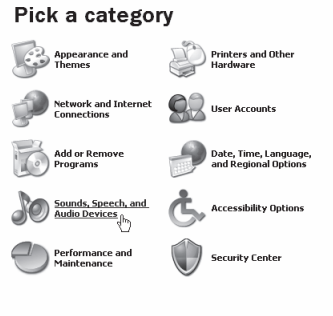 Pick a category
Appearance and
Themes
Printers and Other
Hardware
Network and Internet
Connections
User Accounts
Add or Remove
Programs
Date, Time, Language,
and Regional Options
Sounds, Speech, and
Audio Devices
Accessibility Options
Performance and
Maintenance
Security Center